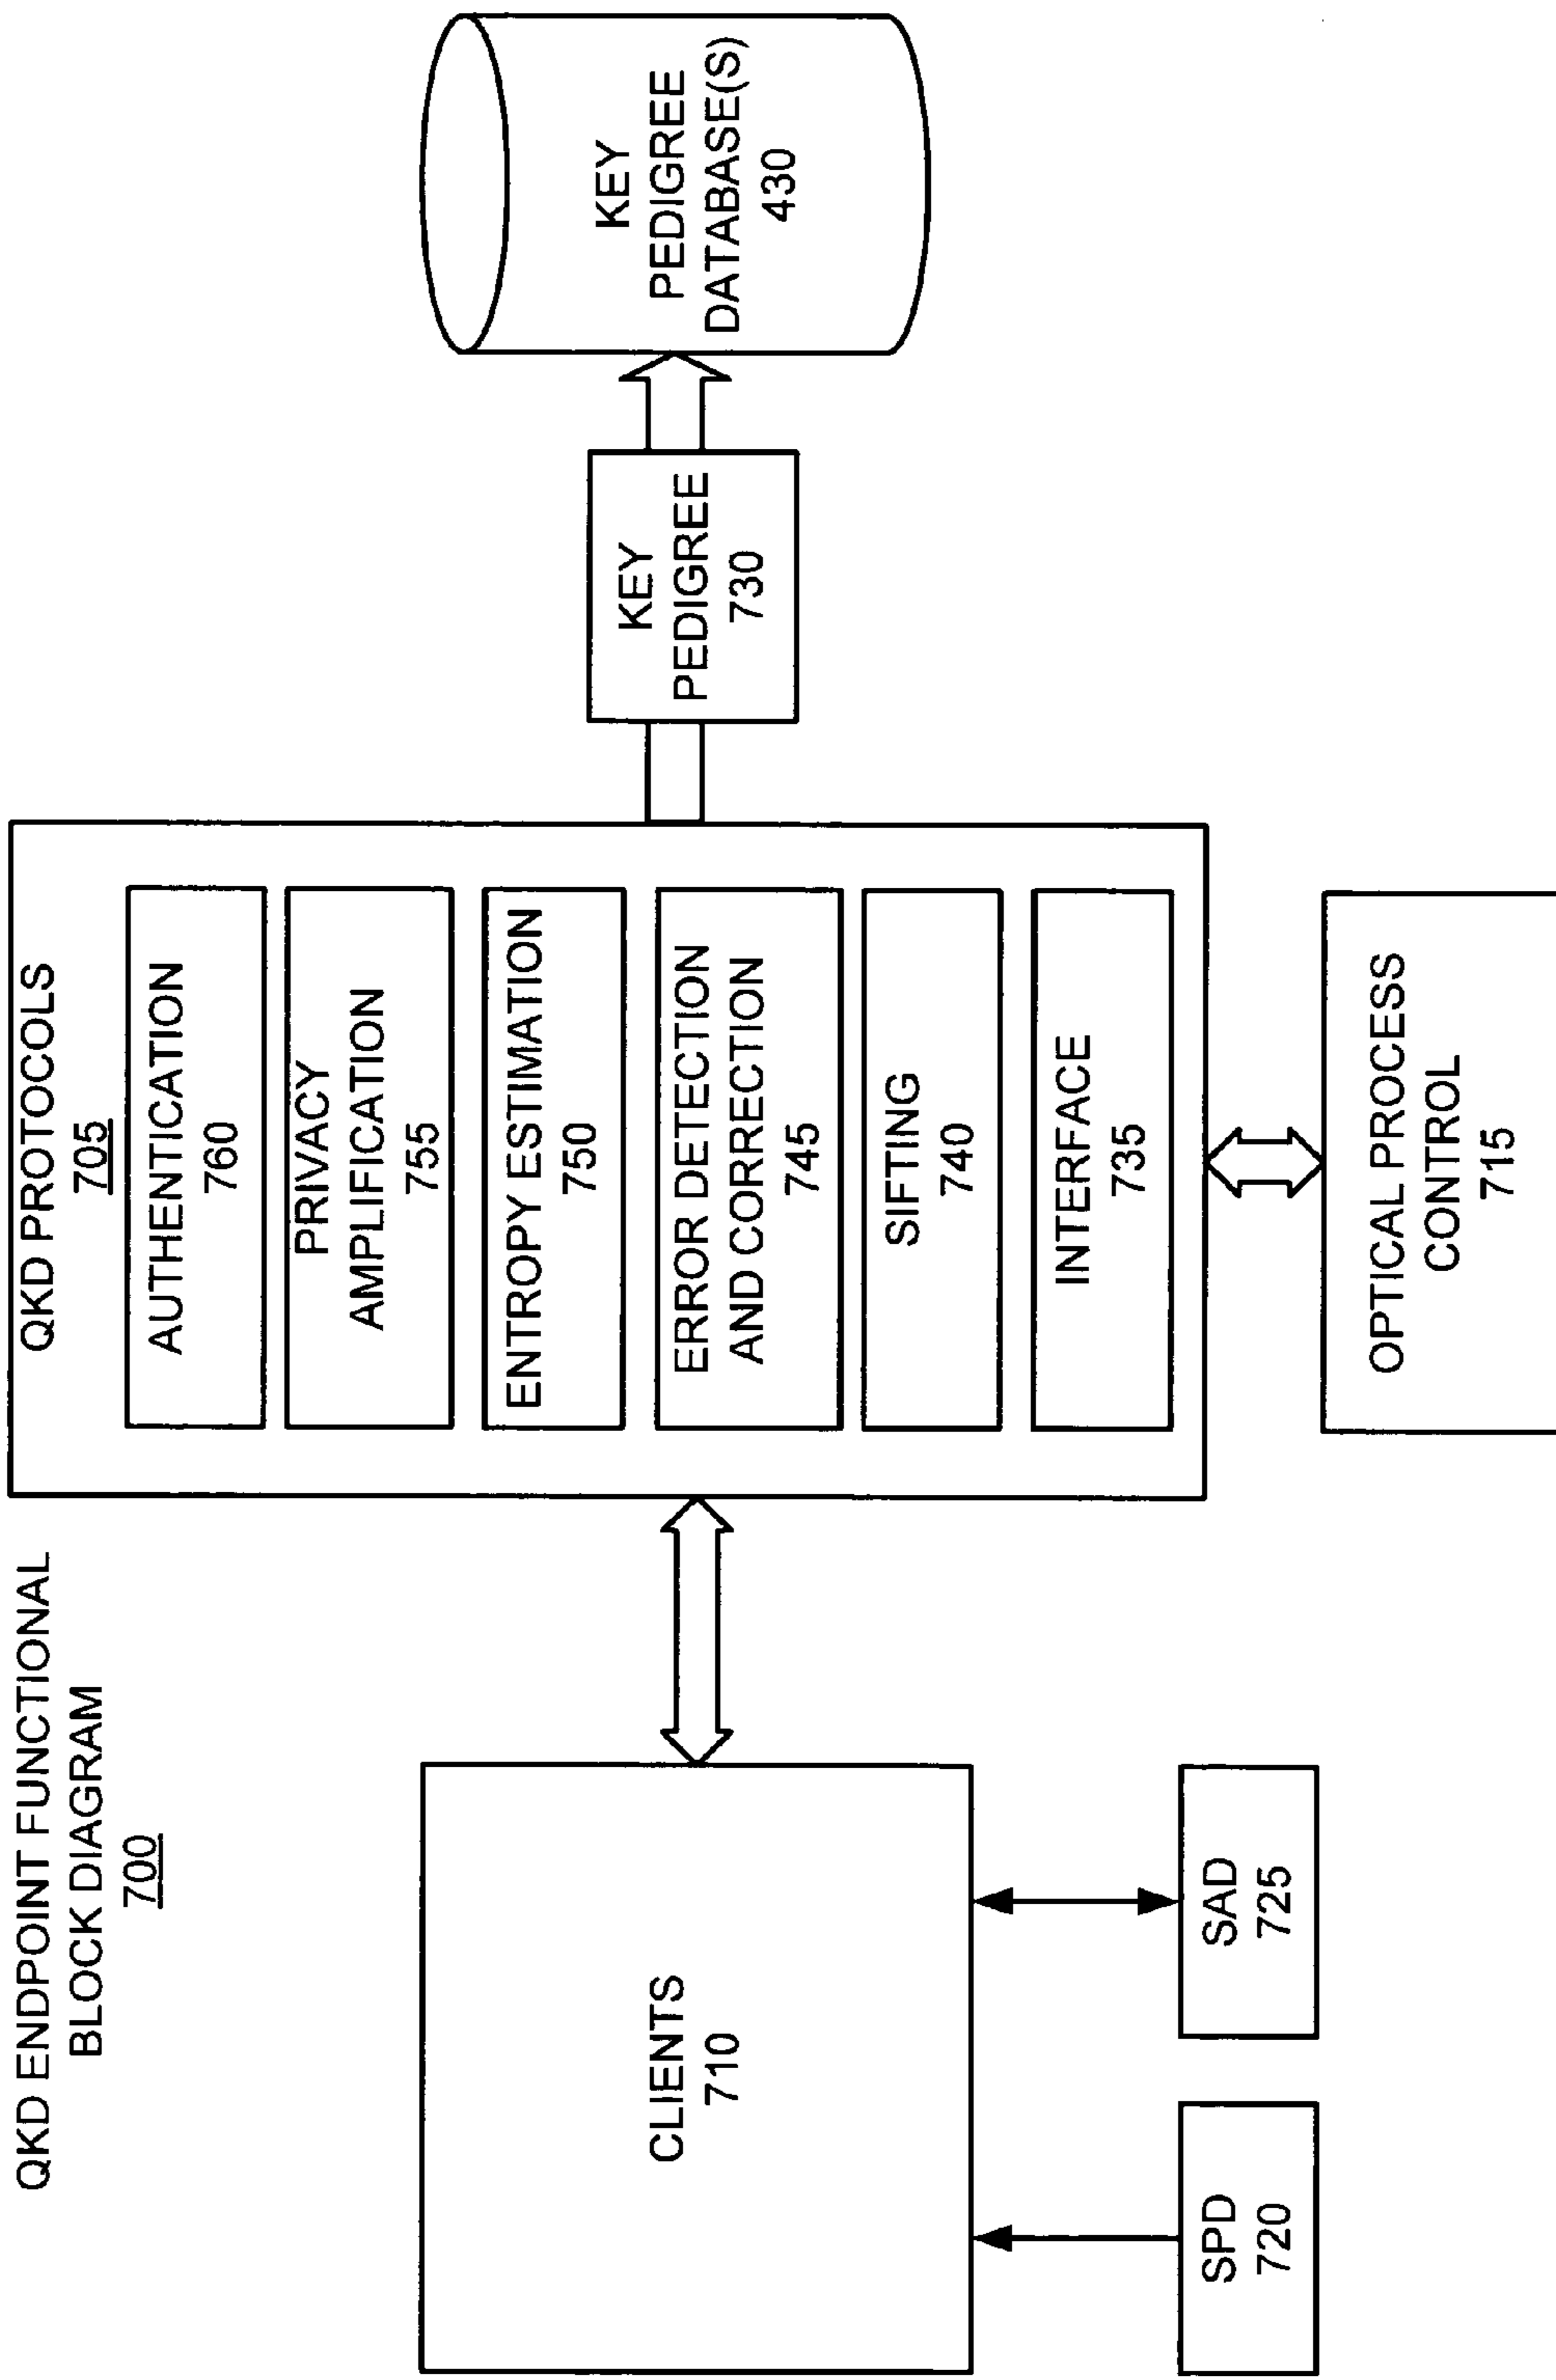 QKD ENDPOINT FUNCTIONAL
BLOCK DIAGRAM
700
QKD PROTOCOLS
705
AUTHENTICATION
760
PRIVACY
AMPLIFICATION
755
ENTROPY ESTIMATION
750
ERROR DETECTION
AND CORRECTION
745
SIFTING
740
INTERFACE
735
CLIENTS
710
KEY
PEDIGREE
730
KEY
PEDIGREE
DATABASE(S)
430
SPD
720
SAD
725
OPTICAL PROCESS
CONTROL
715